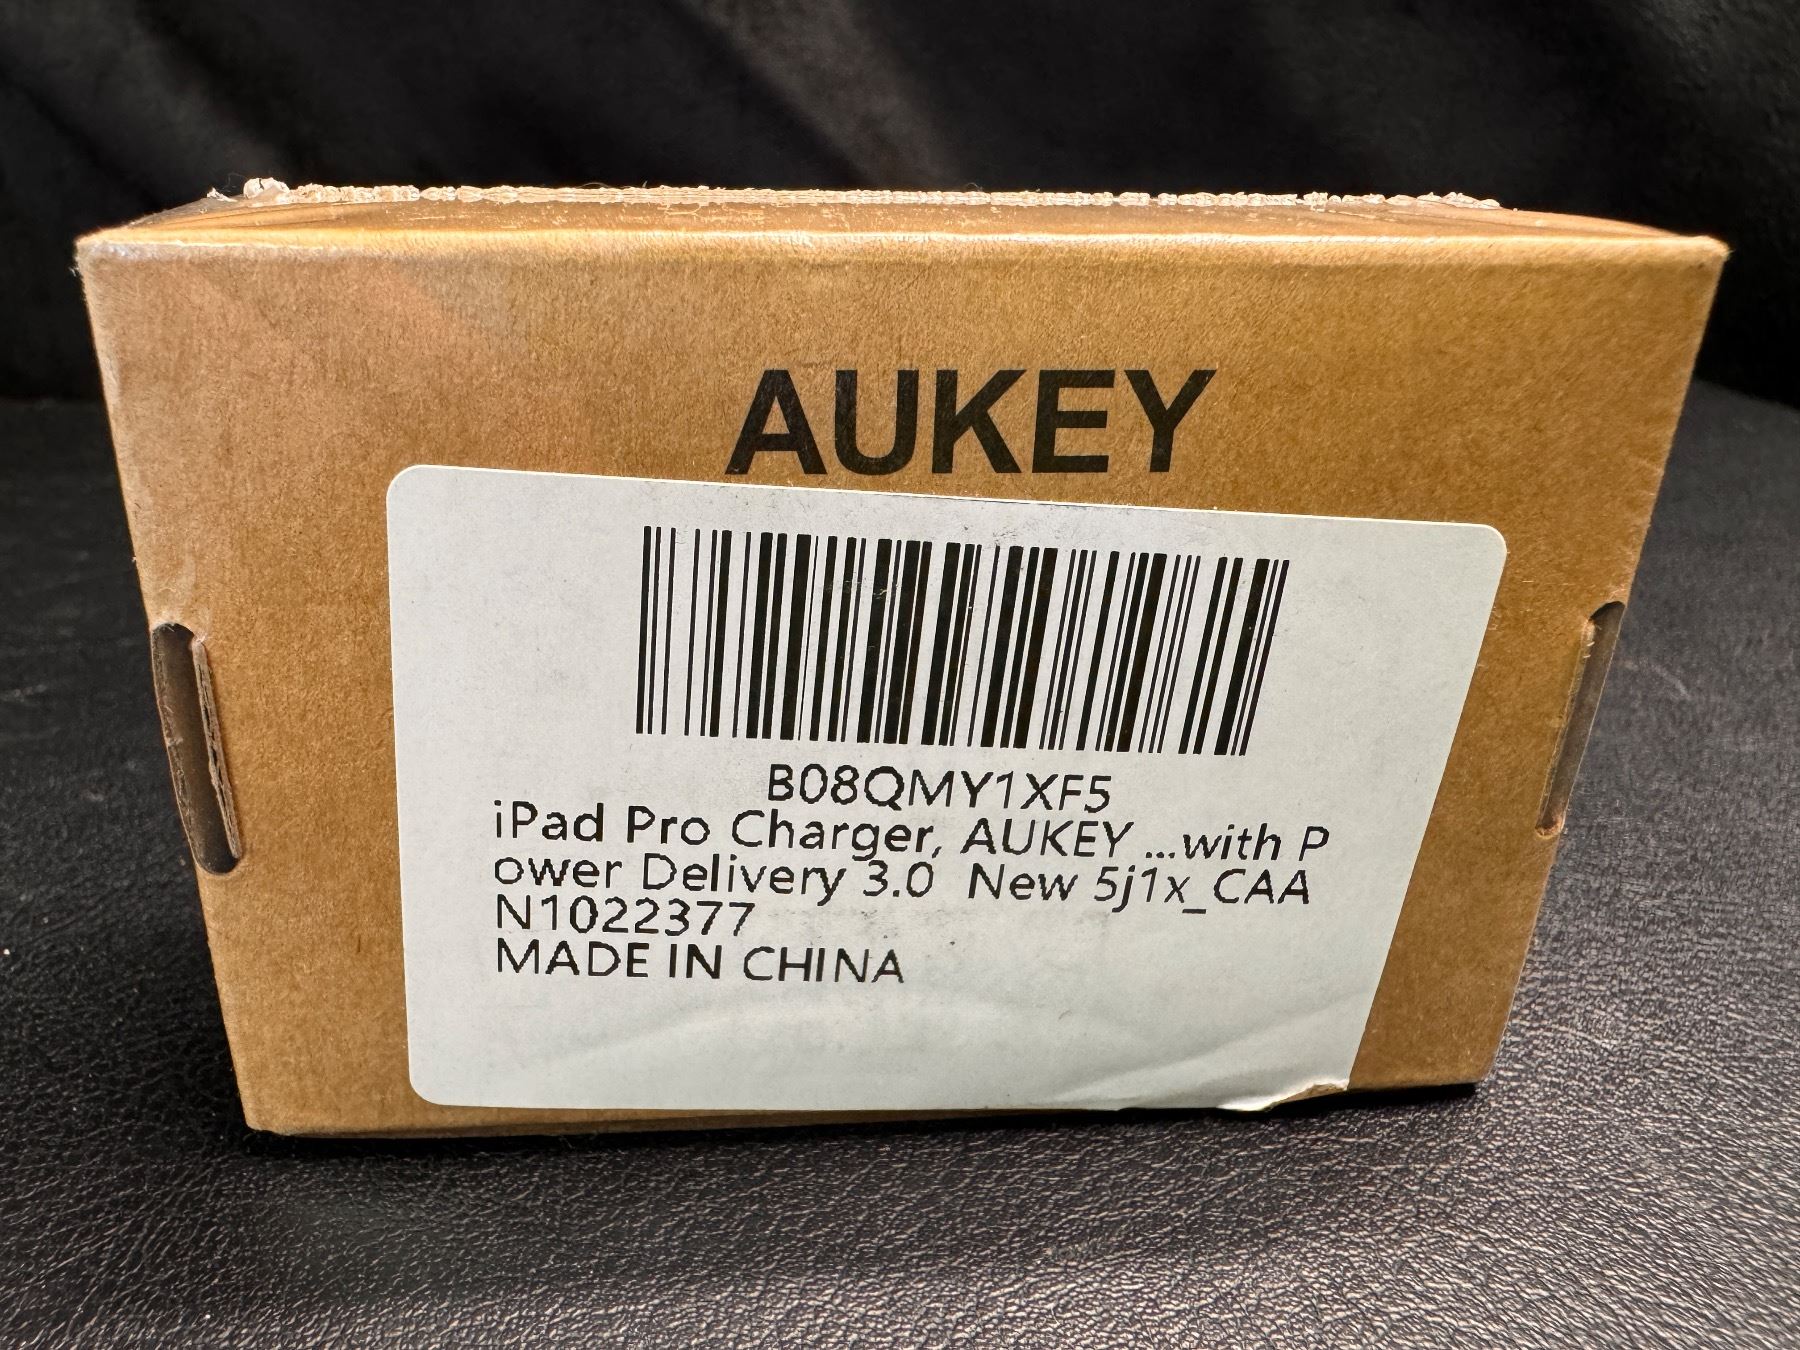 AUKEY
B08QMY1XF5
iPad Pro Charger, AUKEY ...with P
ower Delivery 3.0  New 5j1x_CAA
N1022377
MADE IN CHINA